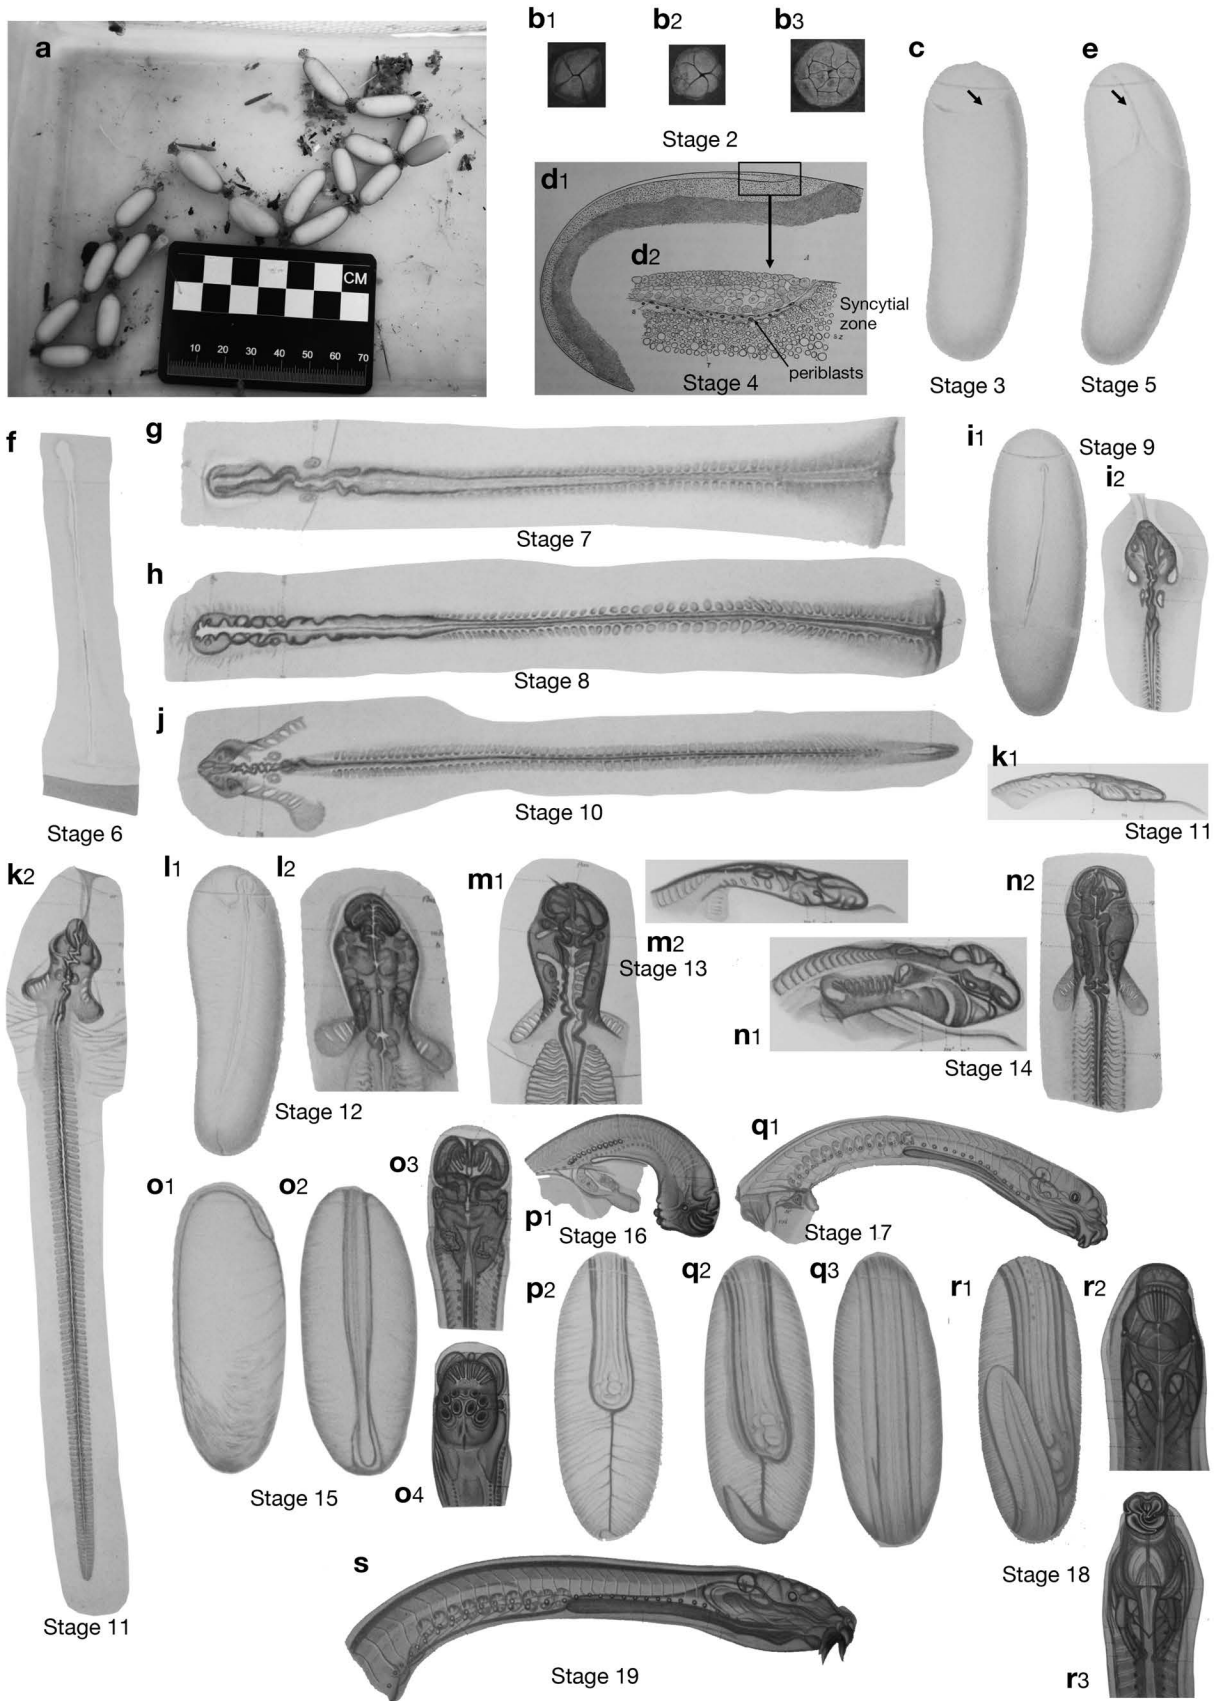 a
CM
10 20 30 40 50 60 70
b1
b2
b3
Stage 2
c
Stage 3
e
Stage 5
d1
d2
Syncytial
zone
periblasts
Stage 4
f
Stage 6
g
Stage 7
h
Stage 8
i1
Stage 9
i2
j
Stage 10
k1
Stage 11
k2
Stage 11
l1
l2
Stage 12
m1
m2
Stage 13
n1
n2
Stage 14
o1
o2
o3
o4
Stage 15
p1
Stage 16
p2
q1
Stage 17
q2
q3
r1
r2
Stage 18
r3
s
Stage 19